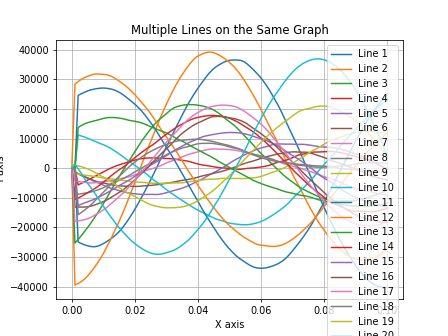 Multiple Lines on the Same Graph
40000
30000
20000
10000
0
−10000
−20000
−30000
−40000
0.00
0.02
0.04
0.06
X axis
Line 1
Line 2
Line 3
Line 4
Line 5
Line 6
Line 7
Line 8
Line 9
Line 10
Line 11
Line 12
Line 13
Line 14
Line 15
Line 16
Line 17
Line 18
Line 19
Line 20